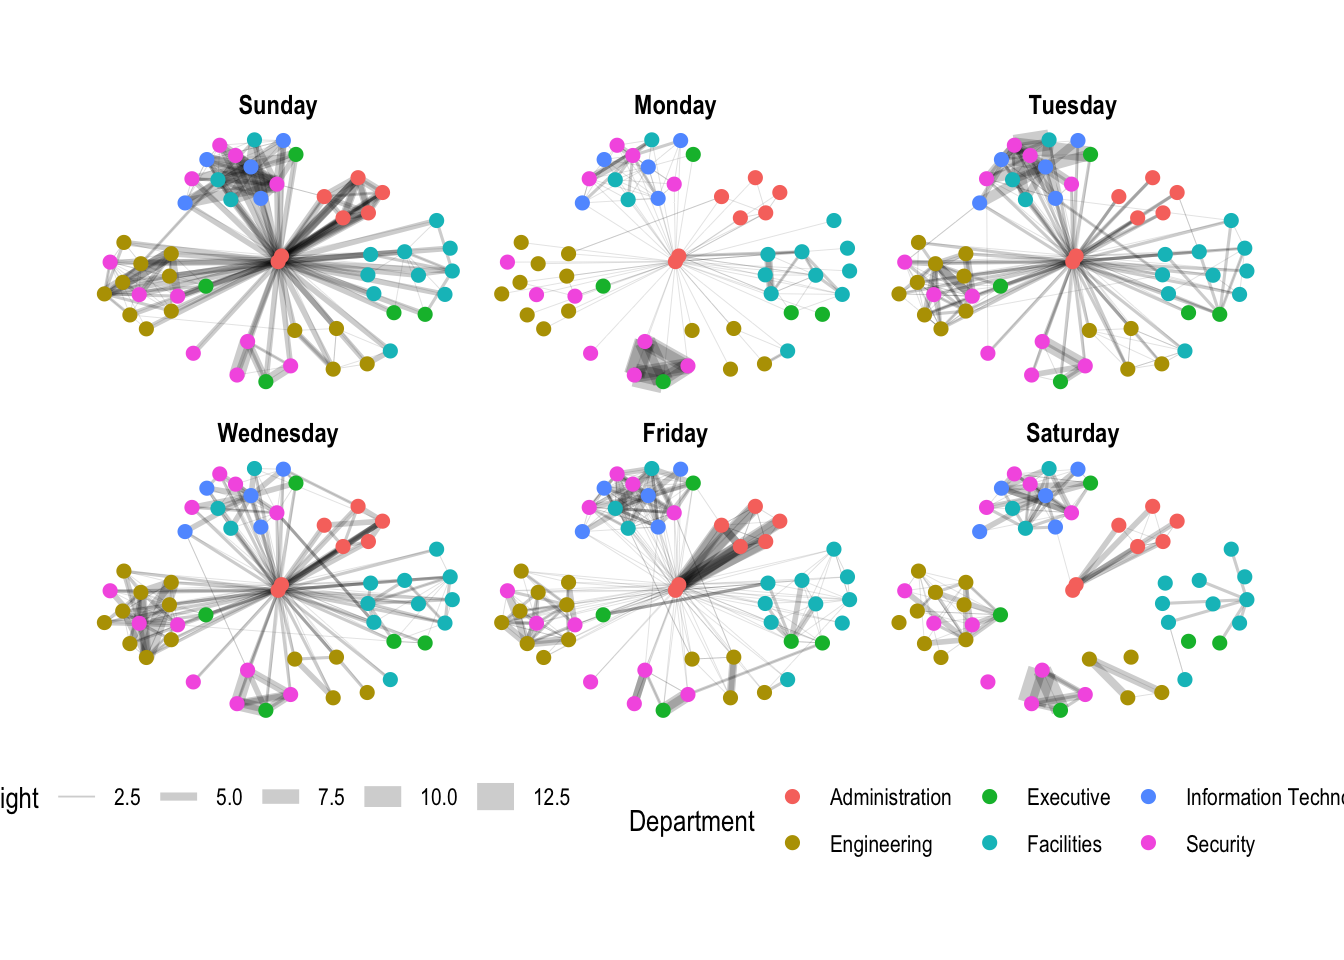 Sunday
Monday
Tuesday
Wednesday
Friday
Saturday
ight 2.5 5.0 7.5 10.0 12.5
Department
Administration Executive Information Techno
Engineering Facilities Security